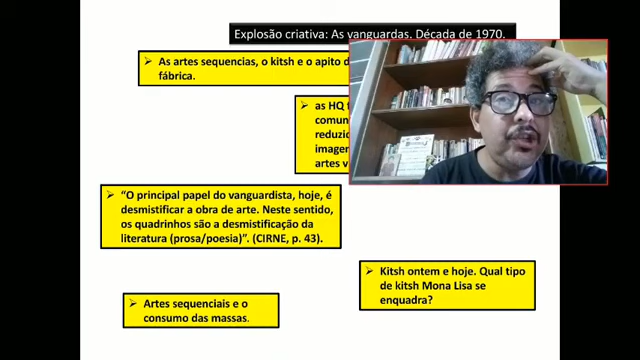 Explosão criativa: As vanguardas. Década de 1970.
As artes sequencias, o kitsh e o apito d
fábrica.
as HQ
comun
reduzid
image
artes v
“O principal papel do vanguardista, hoje, é
desmistificar a obra de arte. Neste sentido,
os quadrinhos são a desmistificação da
literatura (prosa/poesia)”. (CIRNE, p. 43).
Kitsh ontem e hoje. Qual tipo
de kitsh Mona Lisa se
enquadra?
Artes sequenciais e o
consumo das massas.